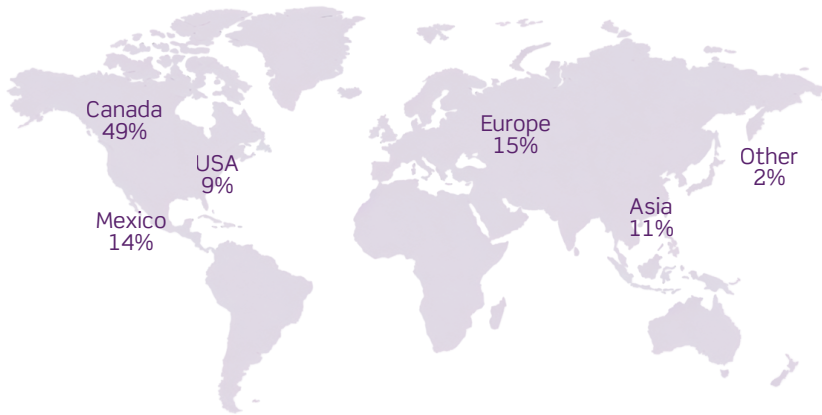 Canada
49%
USA
9%
Mexico
14%
Europe
15%
Asia
11%
Other
2%